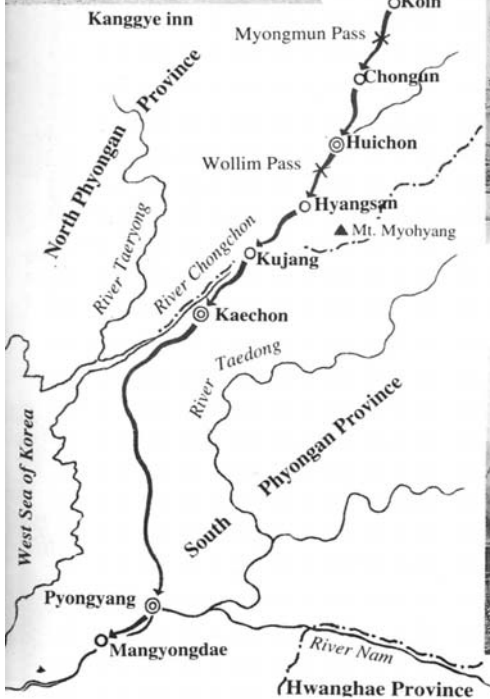 Koin
Kanggye inn
Myongmun Pass
Chongun
North Phyongan Province
Huichon
Wollim Pass
Hyangsan
Mt. Myohyang
River Taeryong
River Chongchon
Kujang
Kaechon
River Taedong
West Sea of Korea
South Phyongan Province
Pyongyang
Mangyongdae
River Nam
Hwanghae Province